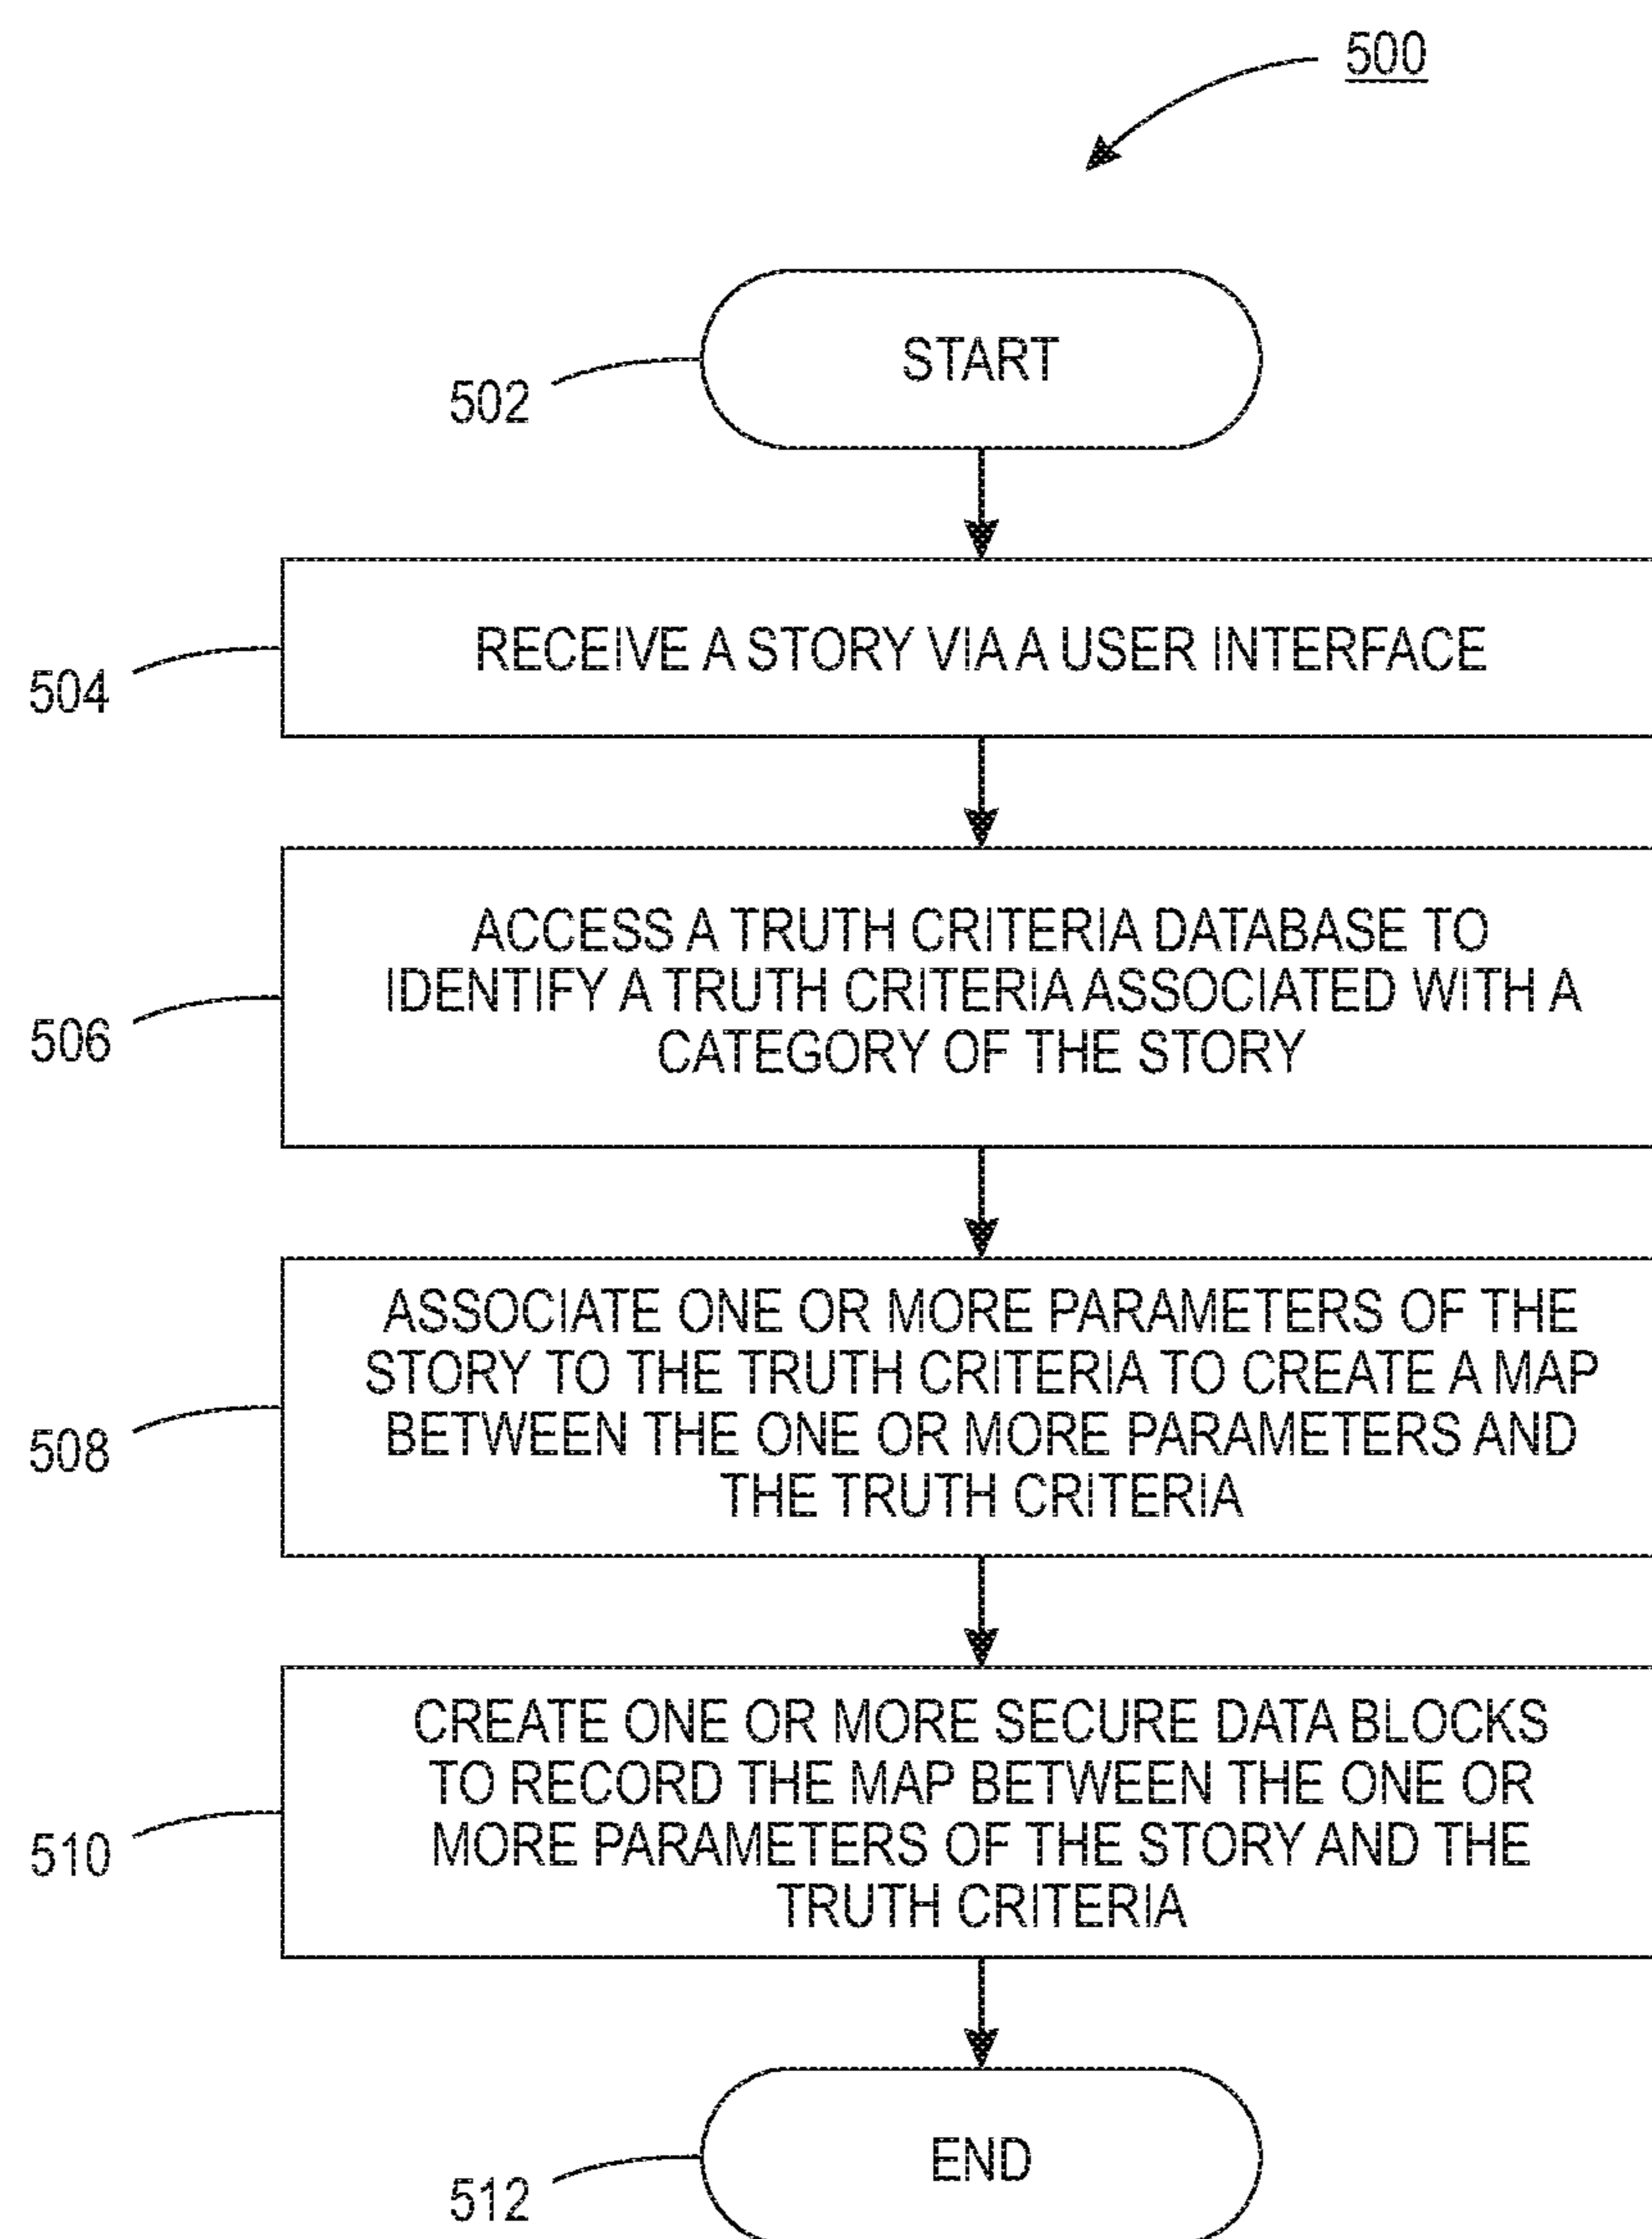 500
START
502
RECEIVE A STORY VIA A USER INTERFACE
504
ACCESS A TRUTH CRITERIA DATABASE TO
IDENTIFY A TRUTH CRITERIA ASSOCIATED WITH A
CATEGORY OF THE STORY
506
ASSOCIATE ONE OR MORE PARAMETERS OF THE
STORY TO THE TRUTH CRITERIA TO CREATE A MAP
BETWEEN THE ONE OR MORE PARAMETERS AND
THE TRUTH CRITERIA
508
CREATE ONE OR MORE SECURE DATA BLOCKS
TO RECORD THE MAP BETWEEN THE ONE OR
MORE PARAMETERS OF THE STORY AND THE
TRUTH CRITERIA
510
END
512